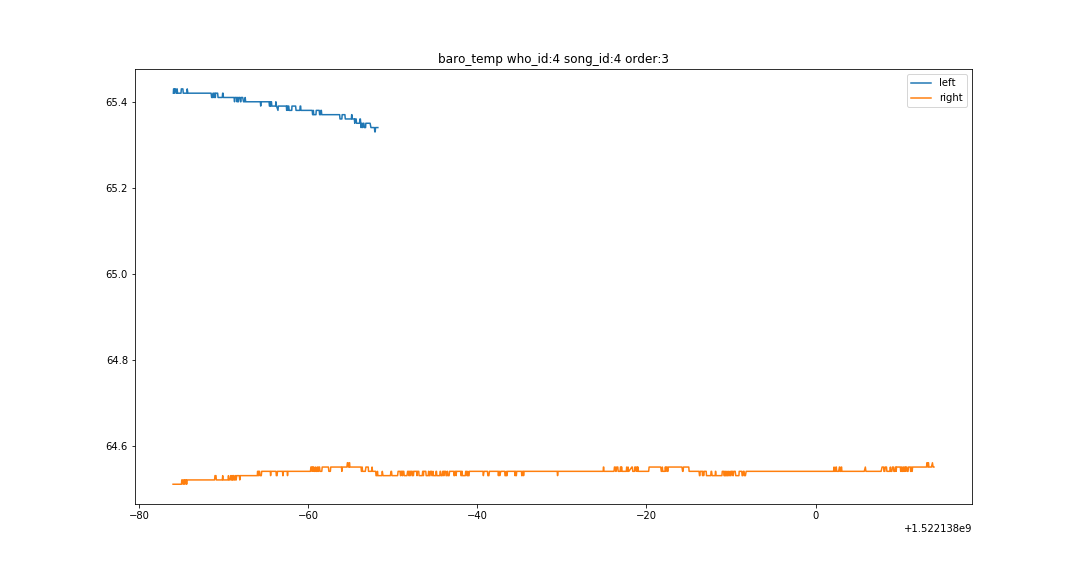 baro_temp who_id:4 song_id:4 order:3
left
right
65.4
65.2
65.0
64.8
64.6
−80
−60
−40
−20
0
+1.522138e9